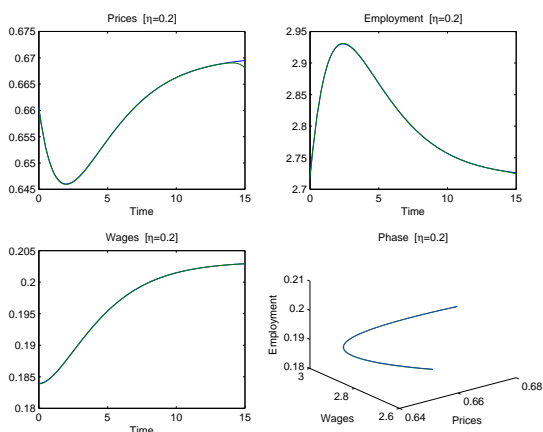 Prices [η=0.2]
0.675
0.67
0.665
0.66
0.655
0.65
0.645
0 5 10 15
Time
Employment [η=0.2]
2.95
2.9
2.85
2.8
2.75
2.7
0 5 10 15
Time
Wages [η=0.2]
0.205
0.2
0.195
0.19
0.185
0.18
0 5 10 15
Time
Phase [η=0.2]
0.21
0.2
0.19
0.18
Employment
3
2.8
2.6
Wages
0.64
0.66
0.68
Prices